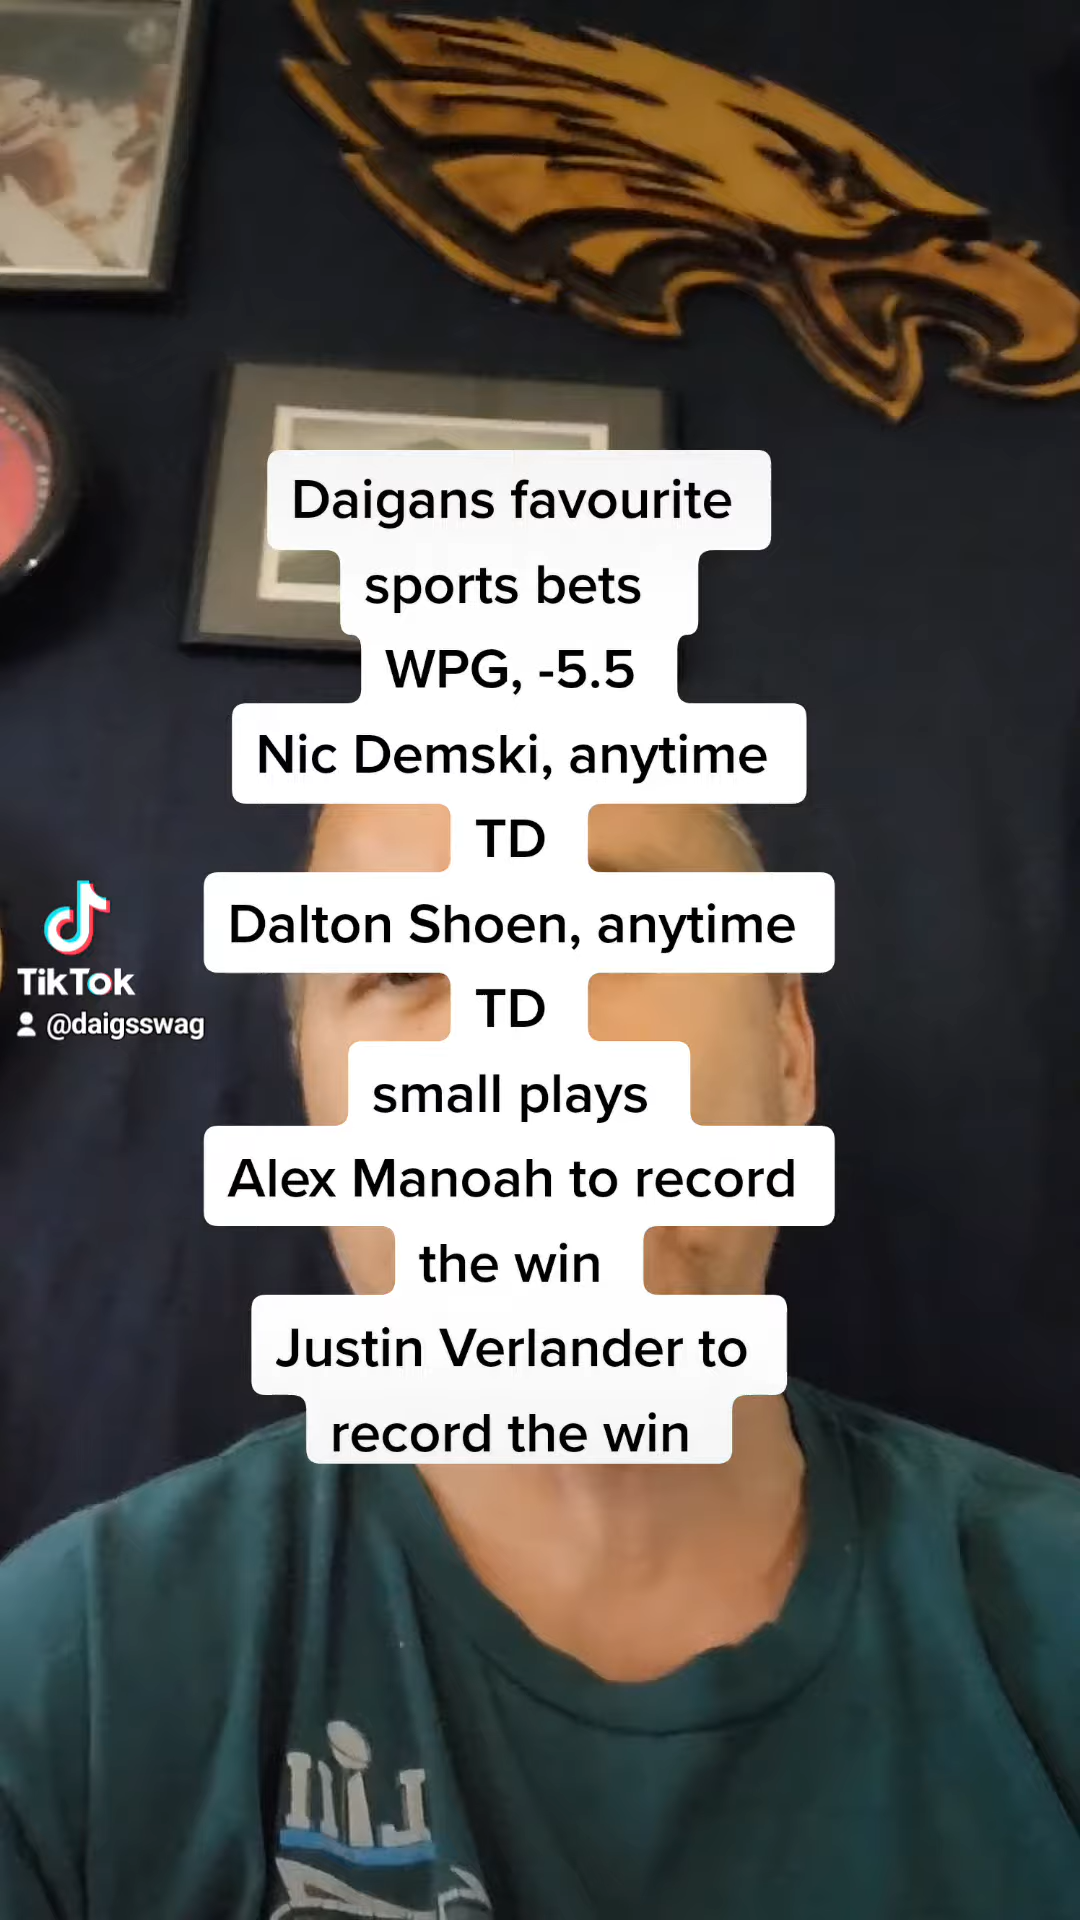 Daigans favourite
sports bets
WPG, -5.5
Nic Demski, anytime
TD
Dalton Shoen, anytime
TD
small plays
Alex Manoah to record
the win
Justin Verlander to
record the win
TikTok
@daigsswag
LII